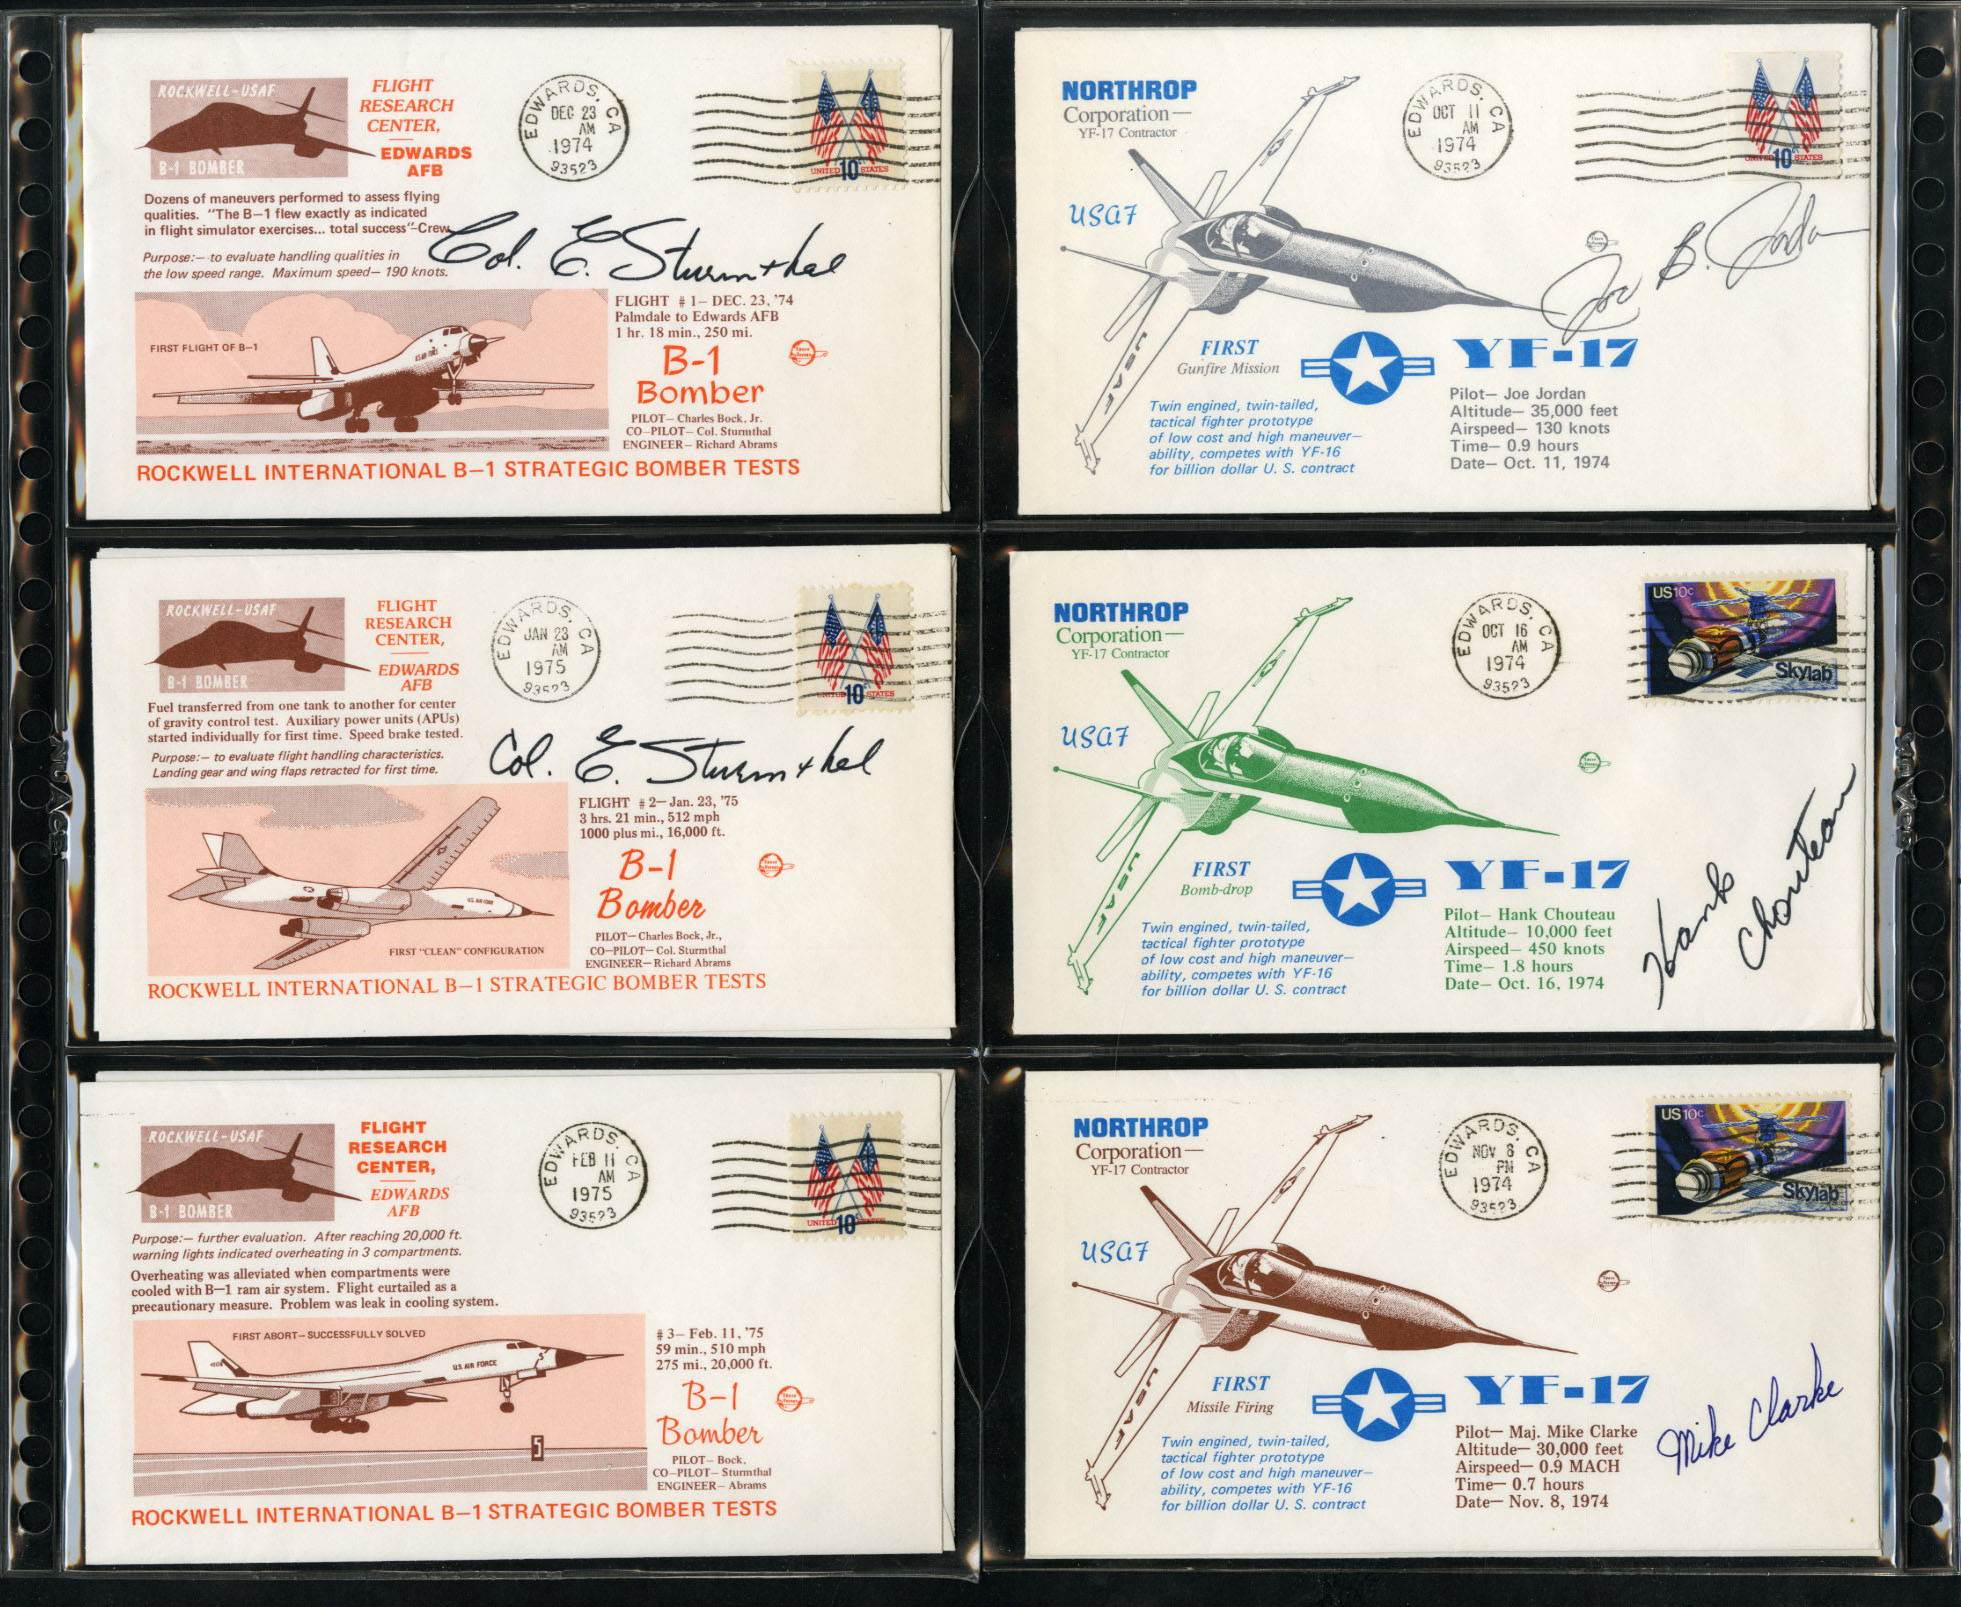 ROCKWELL-USAF
B-1 BOMBER
FLIGHT
RESEARCH
CENTER,
EDWARDS
AFB
EDWARDS, CA
DEC 23
AM
1974
93523
UNITED 10c STATES
Dozens of maneuvers performed to assess flying
qualities. "The B—1 flew exactly as indicated
in flight simulator exercises... total success"—Crew
Purpose:— to evaluate handling qualities in
the low speed range. Maximum speed— 190 knots.
Col. E. Sturmthal
FIRST FLIGHT OF B—1
FLIGHT # 1— DEC. 23, '74
Palmdale to Edwards AFB
1 hr. 18 min., 250 mi.
B-1
Bomber
PILOT— Charles Bock, Jr.
CO—PILOT— Col. Sturmthal
ENGINEER— Richard Abrams
ROCKWELL INTERNATIONAL B—1 STRATEGIC BOMBER TESTS
NORTHROP
Corporation—
YF-17 Contractor
USAF
EDWARDS, CA
OCT 11
AM
1974
93523
UNITED 10c STATES
Joe B. Jordan
USAF
FIRST
Gunfire Mission
YF-17
Twin engined, twin-tailed,
tactical fighter prototype
of low cost and high maneuver—
ability, competes with YF-16
for billion dollar U. S. contract
Pilot— Joe Jordan
Altitude— 35,000 feet
Airspeed— 130 knots
Time— 0.9 hours
Date— Oct. 11, 1974
ROCKWELL-USAF
B-1 BOMBER
FLIGHT
RESEARCH
CENTER,
EDWARDS
AFB
EDWARDS, CA
JAN 23
AM
1975
93523
UNITED 10c STATES
Fuel transferred from one tank to another for center
of gravity control test. Auxiliary power units (APUs)
started individually for first time. Speed brake tested.
Purpose:— to evaluate flight handling characteristics.
Landing gear and wing flaps retracted for first time.
Col. E. Sturmthal
FIRST "CLEAN" CONFIGURATION
FLIGHT # 2— Jan. 23, '75
3 hrs. 21 min., 512 mph
1000 plus mi., 16,000 ft.
B-1
Bomber
PILOT— Charles Bock, Jr.,
CO—PILOT— Col. Sturmthal
ENGINEER— Richard Abrams
ROCKWELL INTERNATIONAL B—1 STRATEGIC BOMBER TESTS
NORTHROP
Corporation—
YF-17 Contractor
USAF
EDWARDS, CA
OCT 16
AM
1974
93523
US 10c
Skylab
USAF
FIRST
Bomb-drop
YF-17
Twin engined, twin-tailed,
tactical fighter prototype
of low cost and high maneuver—
ability, competes with YF-16
for billion dollar U. S. contract
Pilot— Hank Chouteau
Altitude— 10,000 feet
Airspeed— 450 knots
Time— 1.8 hours
Date— Oct. 16, 1974
Hank Chouteau
ROCKWELL-USAF
B-1 BOMBER
FLIGHT
RESEARCH
CENTER,
EDWARDS
AFB
EDWARDS, CA
FEB 11
AM
1975
93523
UNITED 10c STATES
Purpose:— further evaluation. After reaching 20,000 ft.
warning lights indicated overheating in 3 compartments.
Overheating was alleviated when compartments were
cooled with B—1 ram air system. Flight curtailed as a
precautionary measure. Problem was leak in cooling system.
FIRST ABORT—SUCCESSFULLY SOLVED
U.S. AIR FORCE
5
# 3— Feb. 11, '75
59 min., 510 mph
275 mi., 20,000 ft.
B-1
Bomber
PILOT— Bock,
CO—PILOT— Sturmthal
ENGINEER— Abrams
ROCKWELL INTERNATIONAL B—1 STRATEGIC BOMBER TESTS
NORTHROP
Corporation—
YF-17 Contractor
USAF
EDWARDS, CA
NOV 8
PM
1974
93523
US 10c
Skylab
USAF
FIRST
Missile Firing
YF-17
Twin engined, twin-tailed,
tactical fighter prototype
of low cost and high maneuver—
ability, competes with YF-16
for billion dollar U. S. contract
Pilot— Maj. Mike Clarke
Altitude— 30,000 feet
Airspeed— 0.9 MACH
Time— 0.7 hours
Date— Nov. 8, 1974
Mike Clarke